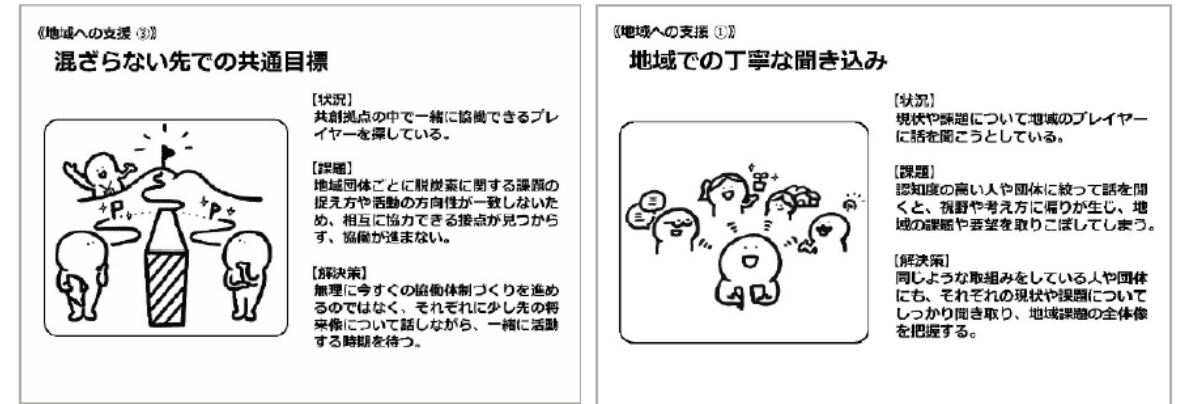 《地域への支援 ③》
混ざらない先での共通目標
【状況】
共創拠点の中で一緒に協働できるプレ
イヤーを探している。
【課題】
地域団体ごとに脱炭素に関する課題の
捉え方や活動の方向性が一致しないた
め、相互に協力できる接点が見つから
ず、協働が進まない。
【解決策】
無理に今すぐの協働体制づくりを進め
るのではなく、それぞれに少し先の将
来像について話しながら、一緒に活動
する時期を待つ。
P
P
《地域への支援 ①》
地域での丁寧な聞き込み
【状況】
現状や課題について地域のプレイヤー
に話を聞こうとしている。
【課題】
認知度の高い人や団体に絞って話を聞
くと、視野や考え方に偏りが生じ、地
域の課題や要望を取りこぼしてしまう。
【解決策】
同じような取組みをしている人や団体
にも、それぞれの現状や課題について
しっかり聞き取り、地域課題の全体像
を把握する。